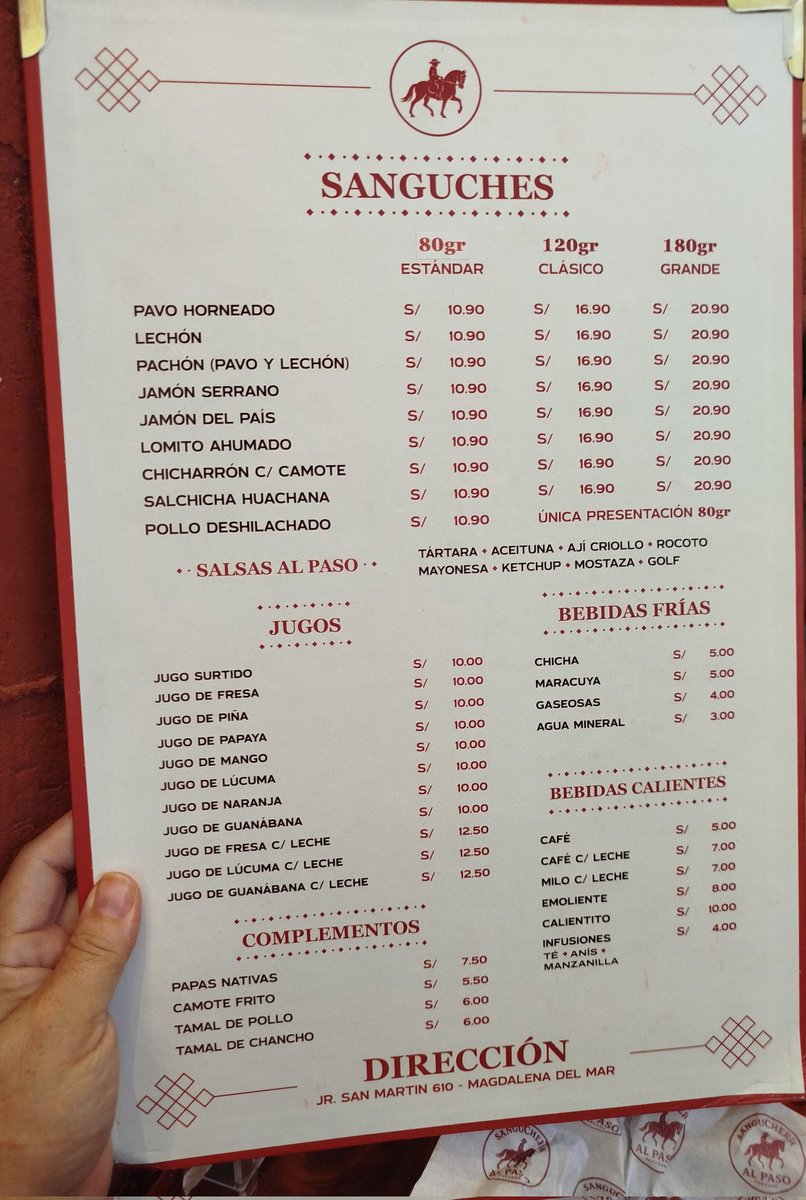 SANGUCHES
80gr 120gr 180gr
ESTÁNDAR CLÁSICO GRANDE
PAVO HORNEADO S/ 10.90 S/ 16.90 S/ 20.90
LECHÓN S/ 10.90 S/ 16.90 S/ 20.90
PACHÓN (PAVO Y LECHÓN) S/ 10.90 S/ 16.90 S/ 20.90
JAMÓN SERRANO S/ 10.90 S/ 16.90 S/ 20.90
JAMÓN DEL PAÍS S/ 10.90 S/ 16.90 S/ 20.90
LOMITO AHUMADO S/ 10.90 S/ 16.90 S/ 20.90
CHICHARRÓN C/ CAMOTE S/ 10.90 S/ 16.90 S/ 20.90
SALCHICHA HUACHANA S/ 10.90 S/ 16.90 S/ 20.90
POLLO DESHILACHADO S/ 10.90 ÚNICA PRESENTACIÓN 80gr
SALSAS AL PASO
TÁRTARA • ACEITUNA • AJÍ CRIOLLO • ROCOTO
MAYONESA • KETCHUP • MOSTAZA • GOLF
JUGOS
JUGO SURTIDO S/ 10.00
JUGO DE FRESA S/ 10.00
JUGO DE PIÑA S/ 10.00
JUGO DE PAPAYA S/ 10.00
JUGO DE MANGO S/ 10.00
JUGO DE LÚCUMA S/ 10.00
JUGO DE NARANJA S/ 10.00
JUGO DE GUANÁBANA S/ 10.00
JUGO DE FRESA C/ LECHE S/ 12.50
JUGO DE LÚCUMA C/ LECHE S/ 12.50
JUGO DE GUANÁBANA C/ LECHE S/ 12.50
COMPLEMENTOS
PAPAS NATIVAS S/ 7.50
CAMOTE FRITO S/ 5.50
TAMAL DE POLLO S/ 6.00
TAMAL DE CHANCHO S/ 6.00
BEBIDAS FRÍAS
CHICHA S/ 5.00
MARACUYA S/ 5.00
GASEOSAS S/ 4.00
AGUA MINERAL S/ 3.00
BEBIDAS CALIENTES
CAFÉ S/ 5.00
CAFÉ C/ LECHE S/ 7.00
MILO C/ LECHE S/ 7.00
EMOLIENTE S/ 8.00
CALIENTITO S/ 10.00
INFUSIONES S/ 4.00
TÉ • ANÍS •
MANZANILLA
DIRECCIÓN
JR. SAN MARTIN 610 - MAGDALENA DEL MAR
SANGUCHERÍA
AL PASO
AL PASO
SANGUCHERÍA
AL PASO